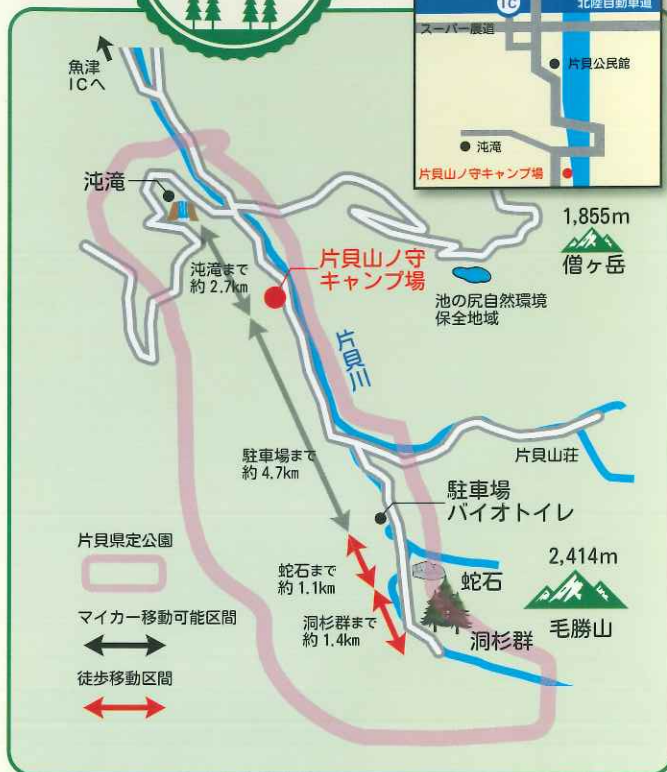 IC
北陸自動車道
スーパー農道
片貝公民館
沌滝
片貝山ノ守キャンプ場
魚津
ICへ
沌滝
沌滝まで
約2.7km
片貝山ノ守
キャンプ場
1,855m
僧ヶ岳
池の尻自然環境
保全地域
片貝川
駐車場まで
約4.7km
片貝山荘
駐車場
バイオトイレ
片貝県定公園
蛇石まで
約1.1km
蛇石
2,414m
毛勝山
マイカー移動可能区間
洞杉群まで
約1.4km
洞杉群
徒歩移動区間